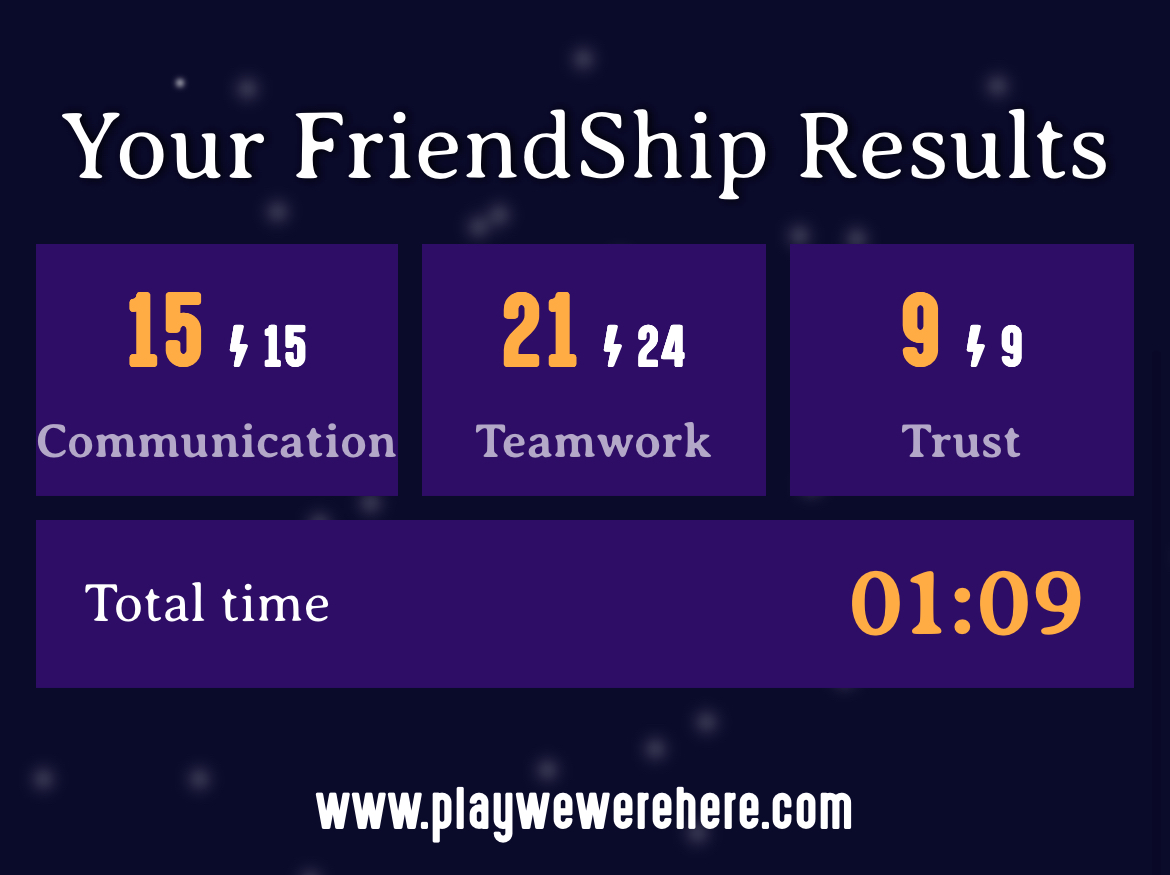 Your FriendShip Results
15 / 15
21 / 24
9 / 9
Communication
Teamwork
Trust
Total time 01:09
www.playwewerehere.com